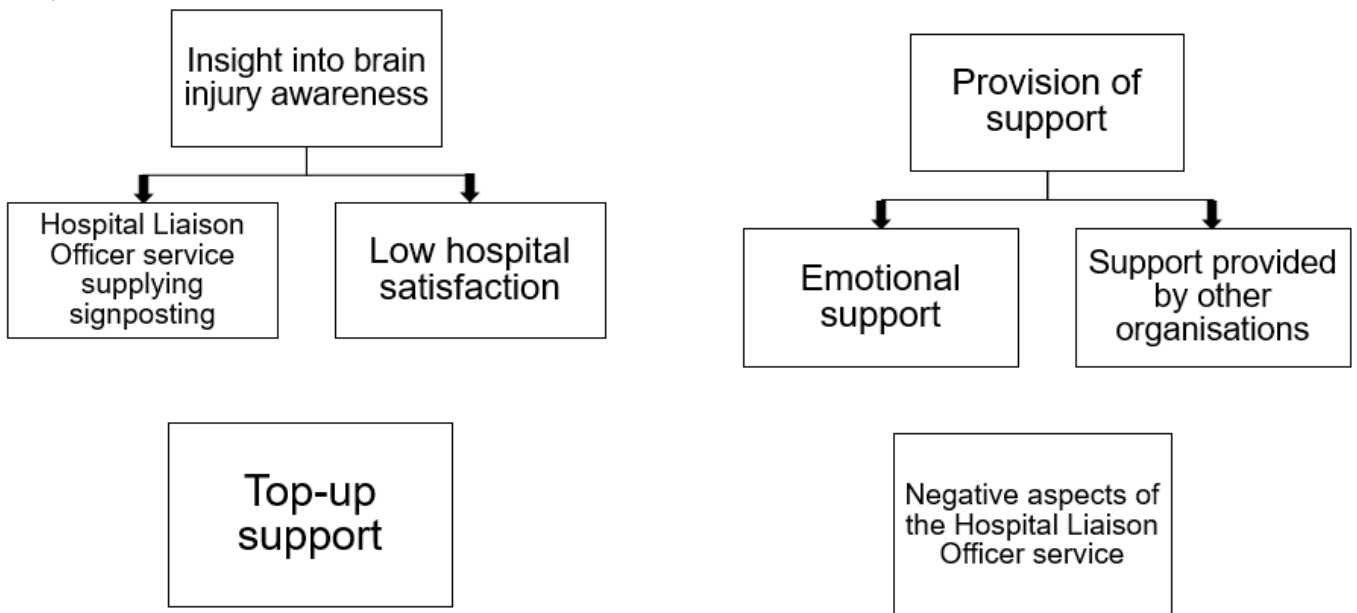 Insight into brain
injury awareness
Provision of
support
Hospital Liaison
Officer service
supplying
signposting
Low hospital
satisfaction
Emotional
support
Support provided
by other
organisations
Top-up
support
Negative aspects of
the Hospital Liaison
Officer service